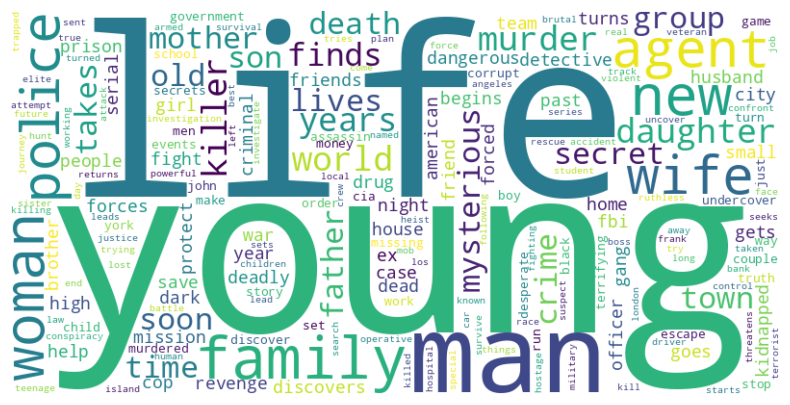 life
young
man
new
family
wife
agent
police
woman
killer
murder
group
daughter
mysterious
world
father
crime
secret
town
time
soon
mother
death
finds
lives
years
son
old
takes
government
prison
serial
school
secrets
girl
friends
armed
survival
true
sent
trapped
turned
brutal
tries
plan
come
force
real
veteran
team
turns
game
job
dangerous
detective
husband
corrupt
violent
track
angeles
begins
past
city
confront
turn
series
elite
attempt
future
hunt
working
investigation
attack
left
best
investigate
criminal
men
events
assassin
money
named
american
friend
forced
rescue
accident
uncover
small
just
people
journey
returns
powerful
fight
john
local
drug
cia
boy
student
undercover
face
sister
killing
day
forces
make
order
crew
night
home
fbi
ruthless
gets
seeks
brother
trying
leads
york
justice
lost
protect
war
sets
house
heist
missing
following
ex
desperate
fighting
black
terrifying
gang
boss
frank
away
taken
way
couple
truth
year
children
mob
los
case
suspect
try
long
bank
high
save
deadly
story
lead
dead
work
known
officer
london
control
kidnapped
end
dark
battle
law
child
mission
discover
set
search
killed
car
survive
race
run
escape
driver
threatens
terrorist
conspiracy
help
murdered
human
cop
revenge
discovers
operative
hospital
special
things
hostage
military
kill
goes
stop
starts
teenage
island